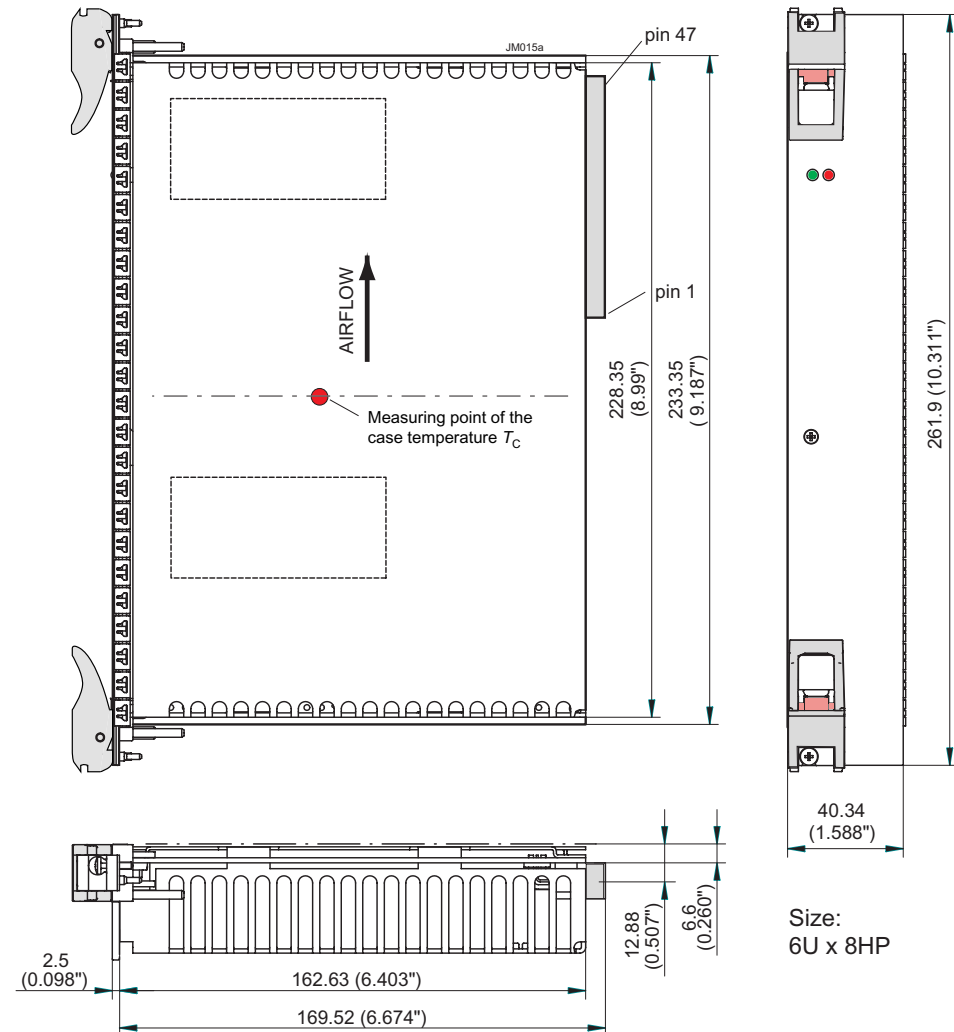 JM015a
pin 47
AIRFLOW
pin 1
Measuring point of the
case temperature TC
228.35
(8.99")
233.35
( 9.187")
261.9 (10.311")
40.34
(1.588")
12.88
(0.507")
6.6
(0.260")
Size:
6U x 8HP
2.5
(0.098")
162.63 (6.403")
169.52 (6.674")